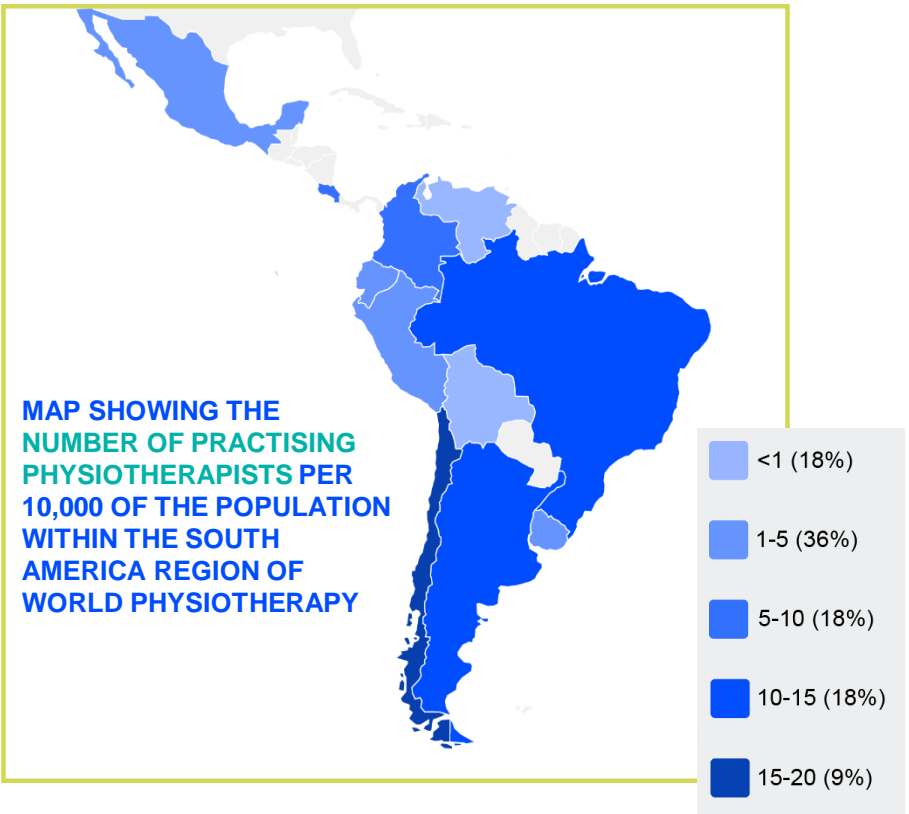 MAP SHOWING THE
NUMBER OF PRACTISING
PHYSIOTHERAPISTS PER
10,000 OF THE POPULATION
WITHIN THE SOUTH
AMERICA REGION OF
WORLD PHYSIOTHERAPY
<1 (18%)
1-5 (36%)
5-10 (18%)
10-15 (18%)
15-20 (9%)